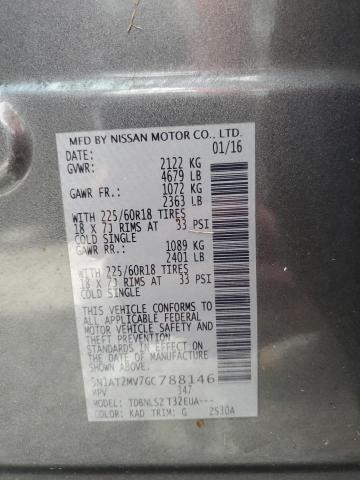 MFD BY NISSAN MOTOR CO., LTD.
DATE: 01/16
GVWR: 2122 KG
4679 LB
GAWR FR.: 1072 KG
2363 LB
WITH 225/60R18 TIRES
18 X 7J RIMS AT 33 PSI
COLD SINGLE
GAWR RR.: 1089 KG
2401 LB
WITH 225/60R18 TIRES
18 X 7J RIMS AT 33 PSI
COLD SINGLE
THIS VEHICLE CONFORMS TO
ALL APPLICABLE FEDERAL
MOTOR VEHICLE SAFETY AND
THEFT PREVENTION
STANDARDS IN EFFECT ON
THE DATE OF MANUFACTURE
SHOWN ABOVE.
5N1AT2MV7GC788146
MPV 347
MODEL: TDBNLSZ T32EUA---
COLOR: KAD TRIM: G 2530A